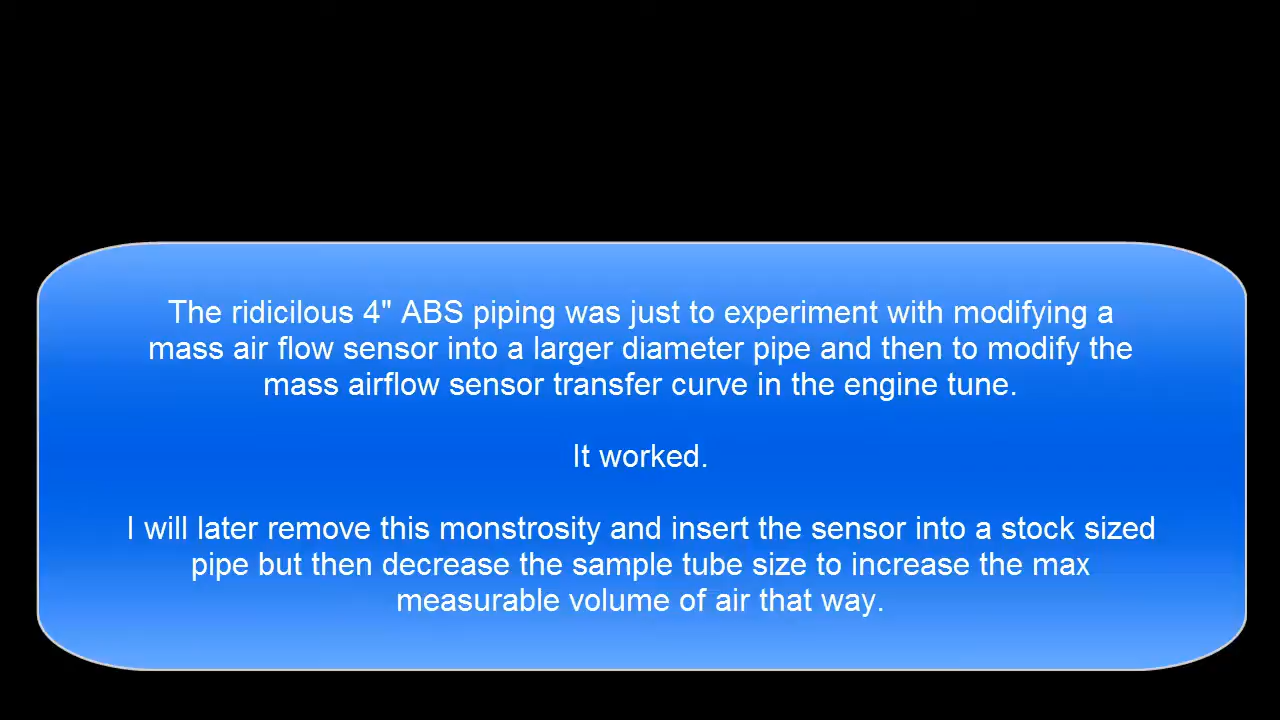 The ridicilous 4" ABS piping was just to experiment with modifying a
mass air flow sensor into a larger diameter pipe and then to modify the
mass airflow sensor transfer curve in the engine tune.
It worked.
I will later remove this monstrosity and insert the sensor into a stock sized
pipe but then decrease the sample tube size to increase the max
measurable volume of air that way.